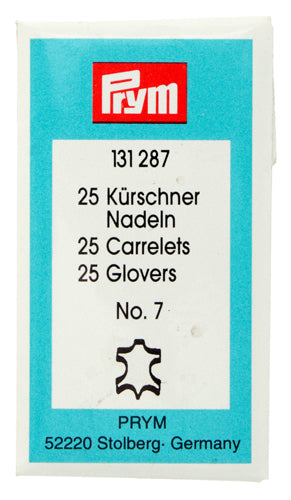 Prym
131 287
25 Kürschner
Nadeln
25 Carrelets
25 Glovers
No. 7
PRYM
52220 Stolberg· Germany